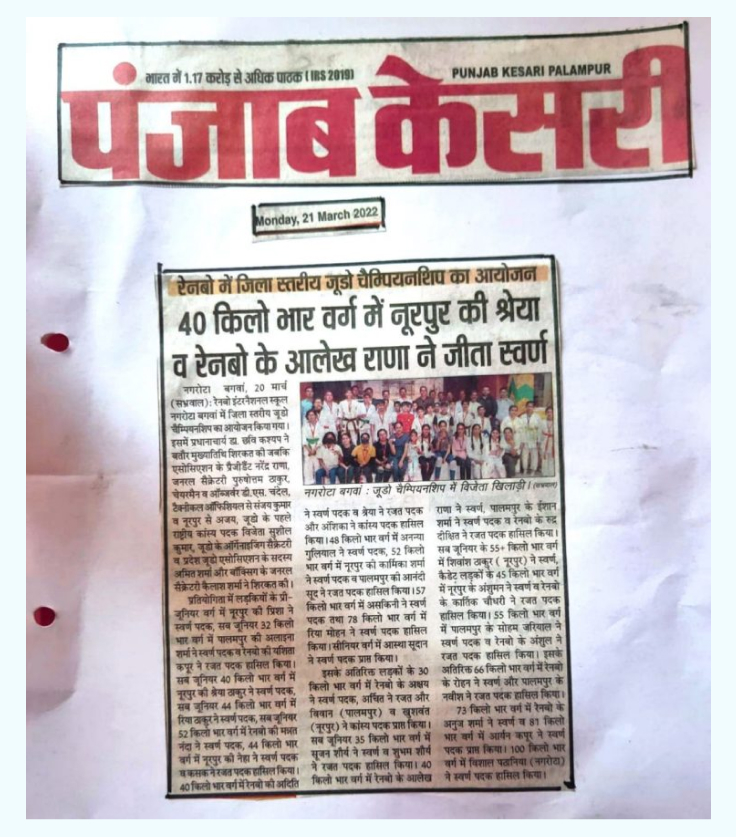 भारत में 1.17 करोड़ से अधिक पाठक (IRS 2019)
PUNJAB KESARI PALAMPUR
पंजाब केसरी
Monday, 21 March 2022
रेनबो में जिला स्तरीय जूडो चैम्पियनशिप का आयोजन
40 किलो भार वर्ग में नूरपुर की श्रेया
व रेनबो के आलेख राणा ने जीता स्वर्ण
नगरोटा बगवां, 20 मार्च
(सभ्रवाल): रेनबो इंटरनैशनल स्कूल
नगरोटा बगवां में जिला स्तरीय जूडो
चैम्पियनशिप का आयोजन किया गया।
इसमें प्रधानाचार्य डा. छवि कश्यप ने
बतौर मुख्यातिथि शिरकत की जबकि
एसोसिएशन के प्रैजीडैंट नरेंद्र राणा,
जनरल सैक्रेटरी पुरुषोत्तम ठाकुर,
चेयरमैन व ऑब्जर्वर डी.एस. चंदेल,
टैक्नीकल ऑफिशियल से संजय कुमार
व नूरपुर से अजय, जूडो के पहले
राष्ट्रीय कांस्य पदक विजेता सुशील
कुमार, जूडो के ऑर्गेनाइजिंग सैक्रेटरी
व प्रदेश जूडो एसोसिएशन के सदस्य
अमित शर्मा और बॉक्सिंग के जनरल
सैक्रेटरी कैलाश शर्मा ने शिरकत की।
प्रतियोगिता में लड़कियों के प्री-
जूनियर वर्ग में नूरपुर की प्रिशा ने
स्वर्ण पदक, सब जूनियर 32 किलो
भार वर्ग में पालमपुर की अलाइना
शर्मा ने स्वर्ण पदक व रेनबो की यशिता
कपूर ने रजत पदक हासिल किया।
सब जूनियर 40 किलो भार वर्ग में
नूरपुर की श्रेया ठाकुर ने स्वर्ण पदक,
सब जूनियर 44 किलो भार वर्ग में
रिया ठाकुर ने स्वर्ण पदक, सब जूनियर
52 किलो भार वर्ग में रेनबो की मन्नत
नंदा ने स्वर्ण पदक, 44 किलो भार
वर्ग में नूरपुर की नेहा ने स्वर्ण पदक
व कसक ने रजत पदक हासिल किया।
40 किलो भार वर्ग में रेनबो की अदिति
नगरोटा बगवां : जूडो चैम्पियनशिप में विजेता खिलाड़ी। (सभ्रवाल)
ने स्वर्ण पदक व श्रेया ने रजत पदक
और अंशिका ने कांस्य पदक हासिल
किया। 48 किलो भार वर्ग में अनन्या
गुलियाल ने स्वर्ण पदक, 52 किलो
भार वर्ग में नूरपुर की कामिका शर्मा
ने स्वर्ण पदक व पालमपुर की आनंदी
सूद ने रजत पदक हासिल किया। 57
किलो भार वर्ग में असकिनी ने स्वर्ण
पदक तथा 78 किलो भार वर्ग में
रिया मोहन ने स्वर्ण पदक हासिल
किया। सीनियर वर्ग में आस्था सुदान
ने स्वर्ण पदक प्राप्त किया।
इसके अतिरिक्त लड़कों के 30
किलो भार वर्ग में रेनबो के अक्षय
ने स्वर्ण पदक, अर्चित ने रजत और
विवान (पालमपुर) व खुशवंत
(नूरपुर) ने कांस्य पदक प्राप्त किया।
सब जूनियर 35 किलो भार वर्ग में
सृजन शौर्य ने स्वर्ण व शुभम शौर्य
ने रजत पदक हासिल किया। 40
किलो भार वर्ग में रेनबो के आलेख
राणा ने स्वर्ण, पालमपुर के ईशान
शर्मा ने स्वर्ण पदक व रेनबो के रुद्र
दीक्षित ने रजत पदक हासिल किया।
सब जूनियर के 55+ किलो भार वर्ग
में शिवांश ठाकुर ( नूरपुर) ने स्वर्ण,
कैडेट लड़कों के 45 किलो भार वर्ग
में नूरपुर के अंशुमन ने स्वर्ण व रेनबो
के कार्तिक चौधरी ने रजत पदक
हासिल किया। 55 किलो भार वर्ग
में पालमपुर के सोहम जरियाल ने
स्वर्ण पदक व रेनबो के अंशुल ने
रजत पदक हासिल किया। इसके
अतिरिक्त 66 किलो भार वर्ग में रेनबो
के रोहन ने स्वर्ण और पालमपुर के
नवीश ने रजत पदक हासिल किया।
73 किलो भार वर्ग में रेनबो के
अनुज शर्मा ने स्वर्ण व 81 किलो
भार वर्ग में आर्यन कपूर ने स्वर्ण
पदक प्राप्त किया। 100 किलो भार
वर्ग में विशाल पठानिया (नगरोटा)
ने स्वर्ण पदक हासिल किया।